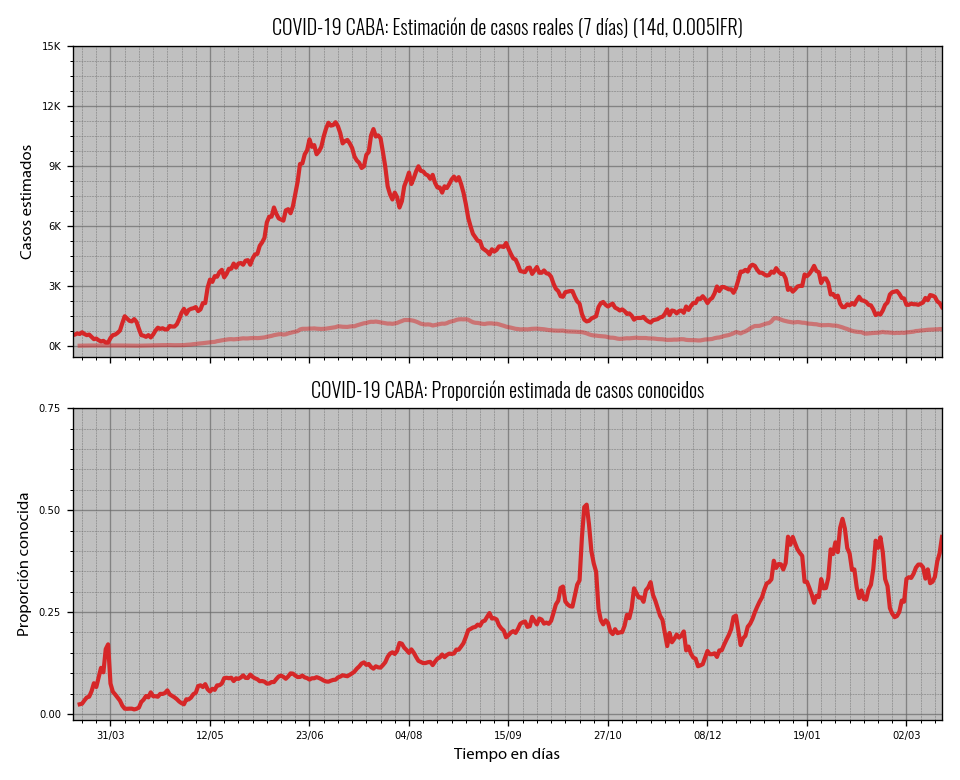 COVID-19 CABA: Estimación de casos reales (7 días) (14d, 0.005IFR)
15K
12K
9K
6K
3K
0K
Casos estimados
COVID-19 CABA: Proporción estimada de casos conocidos
0.75
0.50
0.25
0.00
Proporción conocida
31/03 12/05 23/06 04/08 15/09 27/10 08/12 19/01 02/03
Tiempo en días